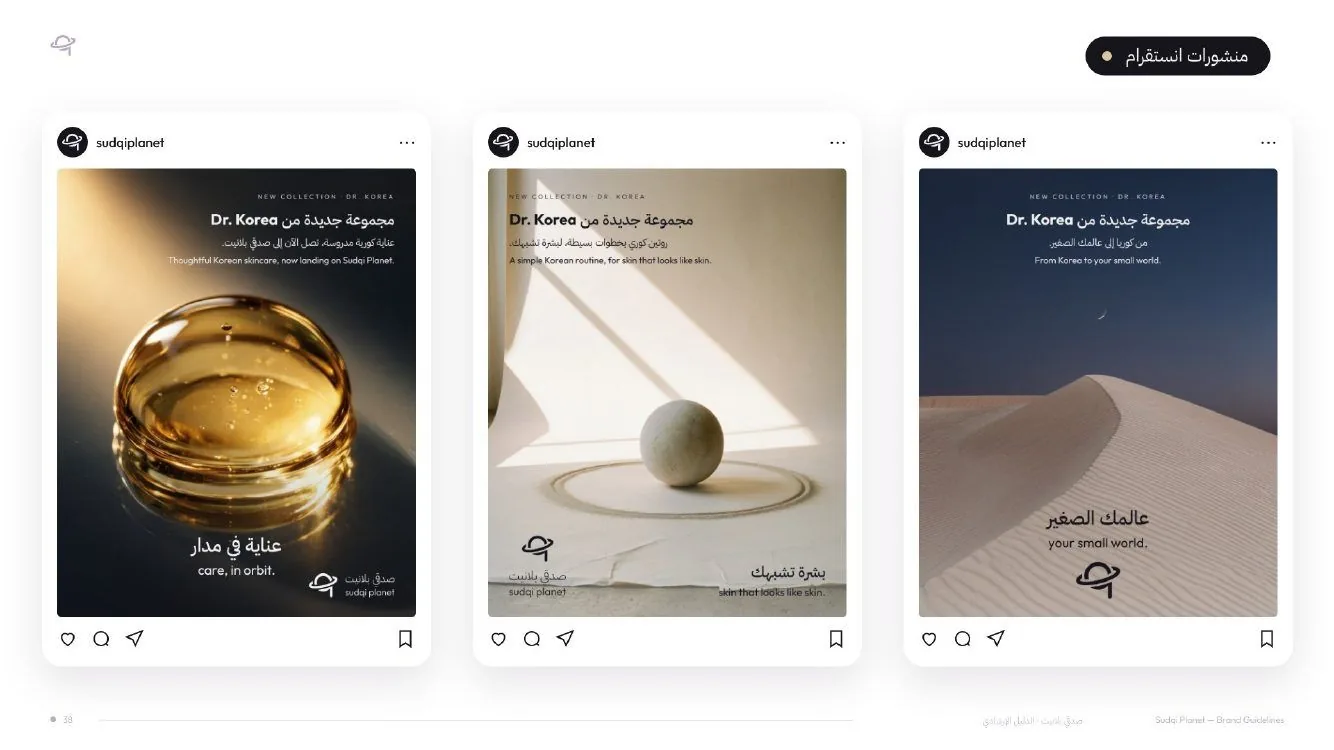 منشورات انستقرام
sudqiplanet
NEW COLLECTION · DR. KOREA
مجموعة جديدة من Dr. Korea
عناية كورية مدروسة، تصل الآن إلى صدقي بلانيت.
Thoughtful Korean skincare, now landing on Sudqi Planet.
عناية في مدار
care, in orbit.
صدقي بلانيت
sudqi planet
sudqiplanet
NEW COLLECTION · DR. KOREA
مجموعة جديدة من Dr. Korea
روتين كوري بخطوات بسيطة، لبشرة تشبهك.
A simple Korean routine, for skin that looks like skin.
صدقي بلانيت
sudqi planet
بشرة تشبهك
skin that looks like skin.
sudqiplanet
NEW COLLECTION · DR. KOREA
مجموعة جديدة من Dr. Korea
من كوريا إلى عالمك الصغير.
From Korea to your small world.
عالمك الصغير
your small world.
38
صدقي بلانيت · الدليل الإرشادي
Sudqi Planet — Brand Guidelines